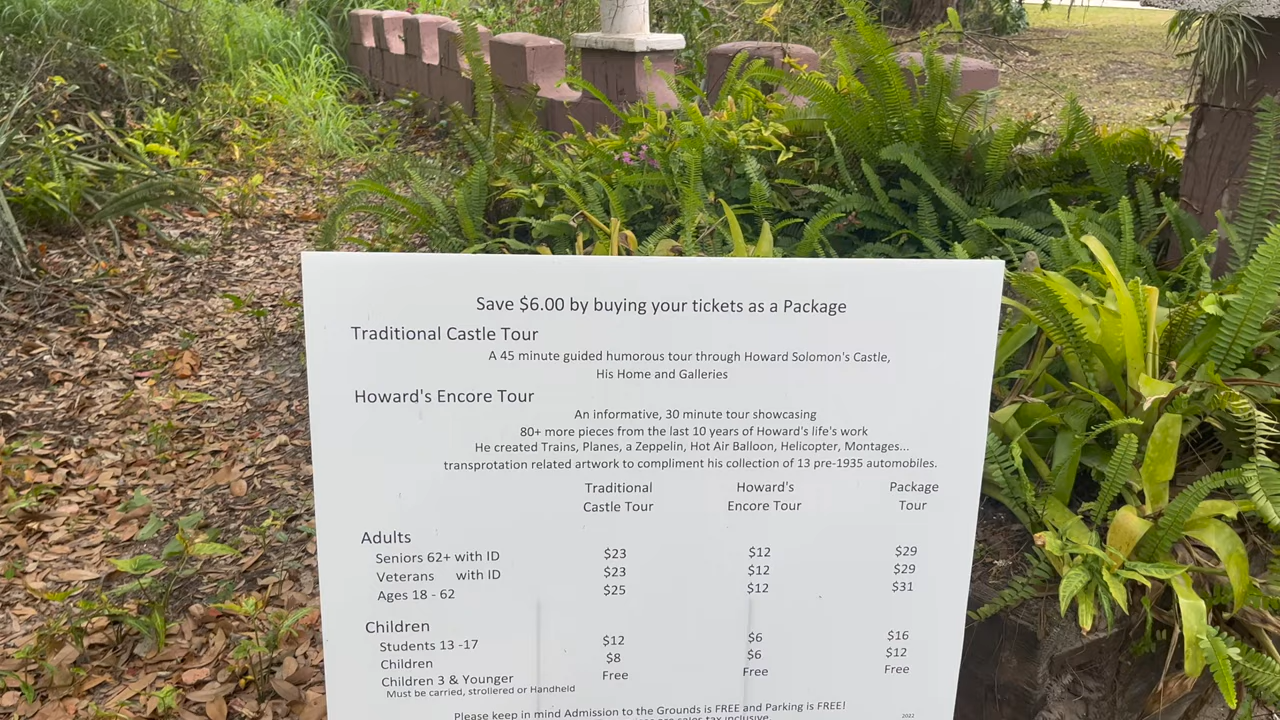 Save $6.00 by buying your tickets as a Package
Traditional Castle Tour
A 45 minute guided humorous tour through Howard Solomon's Castle,
His Home and Galleries
Howard's Encore Tour
An informative, 30 minute tour showcasing
80+ more pieces from the last 10 years of Howard's life's work
He created Trains, Planes, a Zeppelin, Hot Air Balloon, Helicopter, Montages...
transprotation related artwork to compliment his collection of 13 pre-1935 automobiles.
Traditional Howard's Package
Castle Tour Encore Tour Tour
Adults
Seniors 62+ with ID $23 $12 $29
Veterans with ID $23 $12 $29
Ages 18 - 62 $25 $12 $31
Children
Students 13 -17 $12 $6 $16
Children $8 $6 $12
Children 3 & Younger Free Free Free
Must be carried, strollered or Handheld
Please keep in mind Admission to the Grounds is FREE and Parking is FREE!
sales tax inclusive.
2022